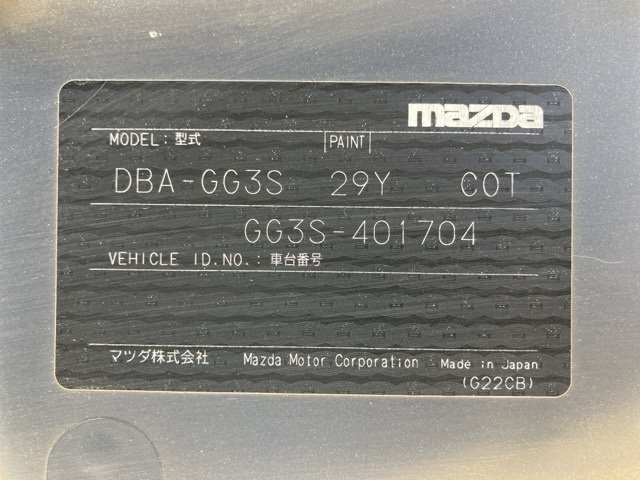 mazda
MODEL: 型式 PAINT
DBA-GG3S 29Y C0T
GG3S-401704
VEHICLE ID.NO.: 車台番号
マツダ株式会社 Mazda Motor Corporation Made in Japan
(G22CB)